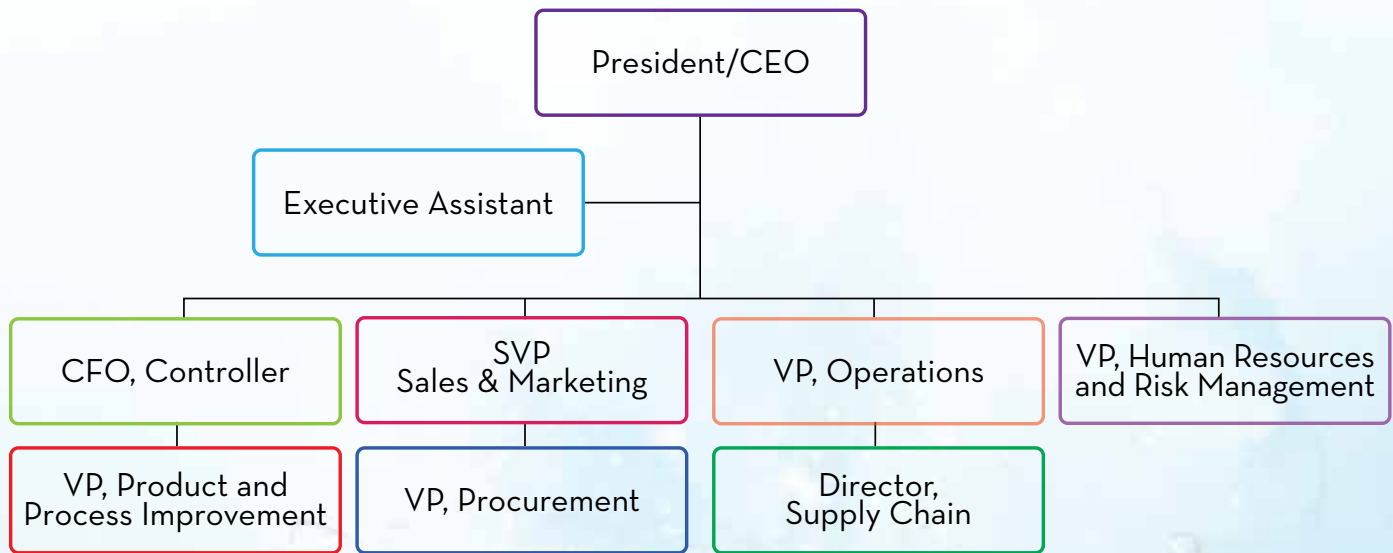 President/CEO
Executive Assistant
CFO, Controller
SVP
Sales & Marketing
VP, Operations
VP, Human Resources
and Risk Management
VP, Product and
Process Improvement
VP, Procurement
Director,
Supply Chain